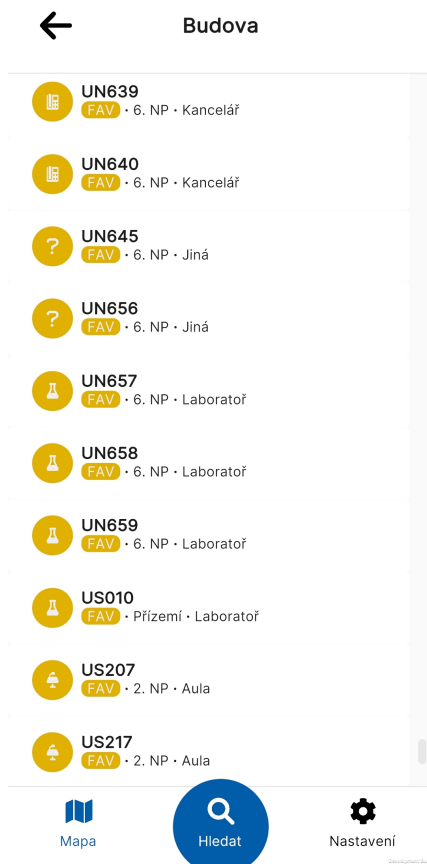 Budova
UN639
FAV • 6. NP • Kancelář
UN640
FAV • 6. NP • Kancelář
UN645
FAV • 6. NP • Jiná
UN656
FAV • 6. NP • Jiná
UN657
FAV • 6. NP • Laboratoř
UN658
FAV • 6. NP • Laboratoř
UN659
FAV • 6. NP • Laboratoř
US010
FAV • Přízemí • Laboratoř
US207
FAV • 2. NP • Aula
US217
FAV • 2. NP • Aula
Mapa
Hledat
Nastavení